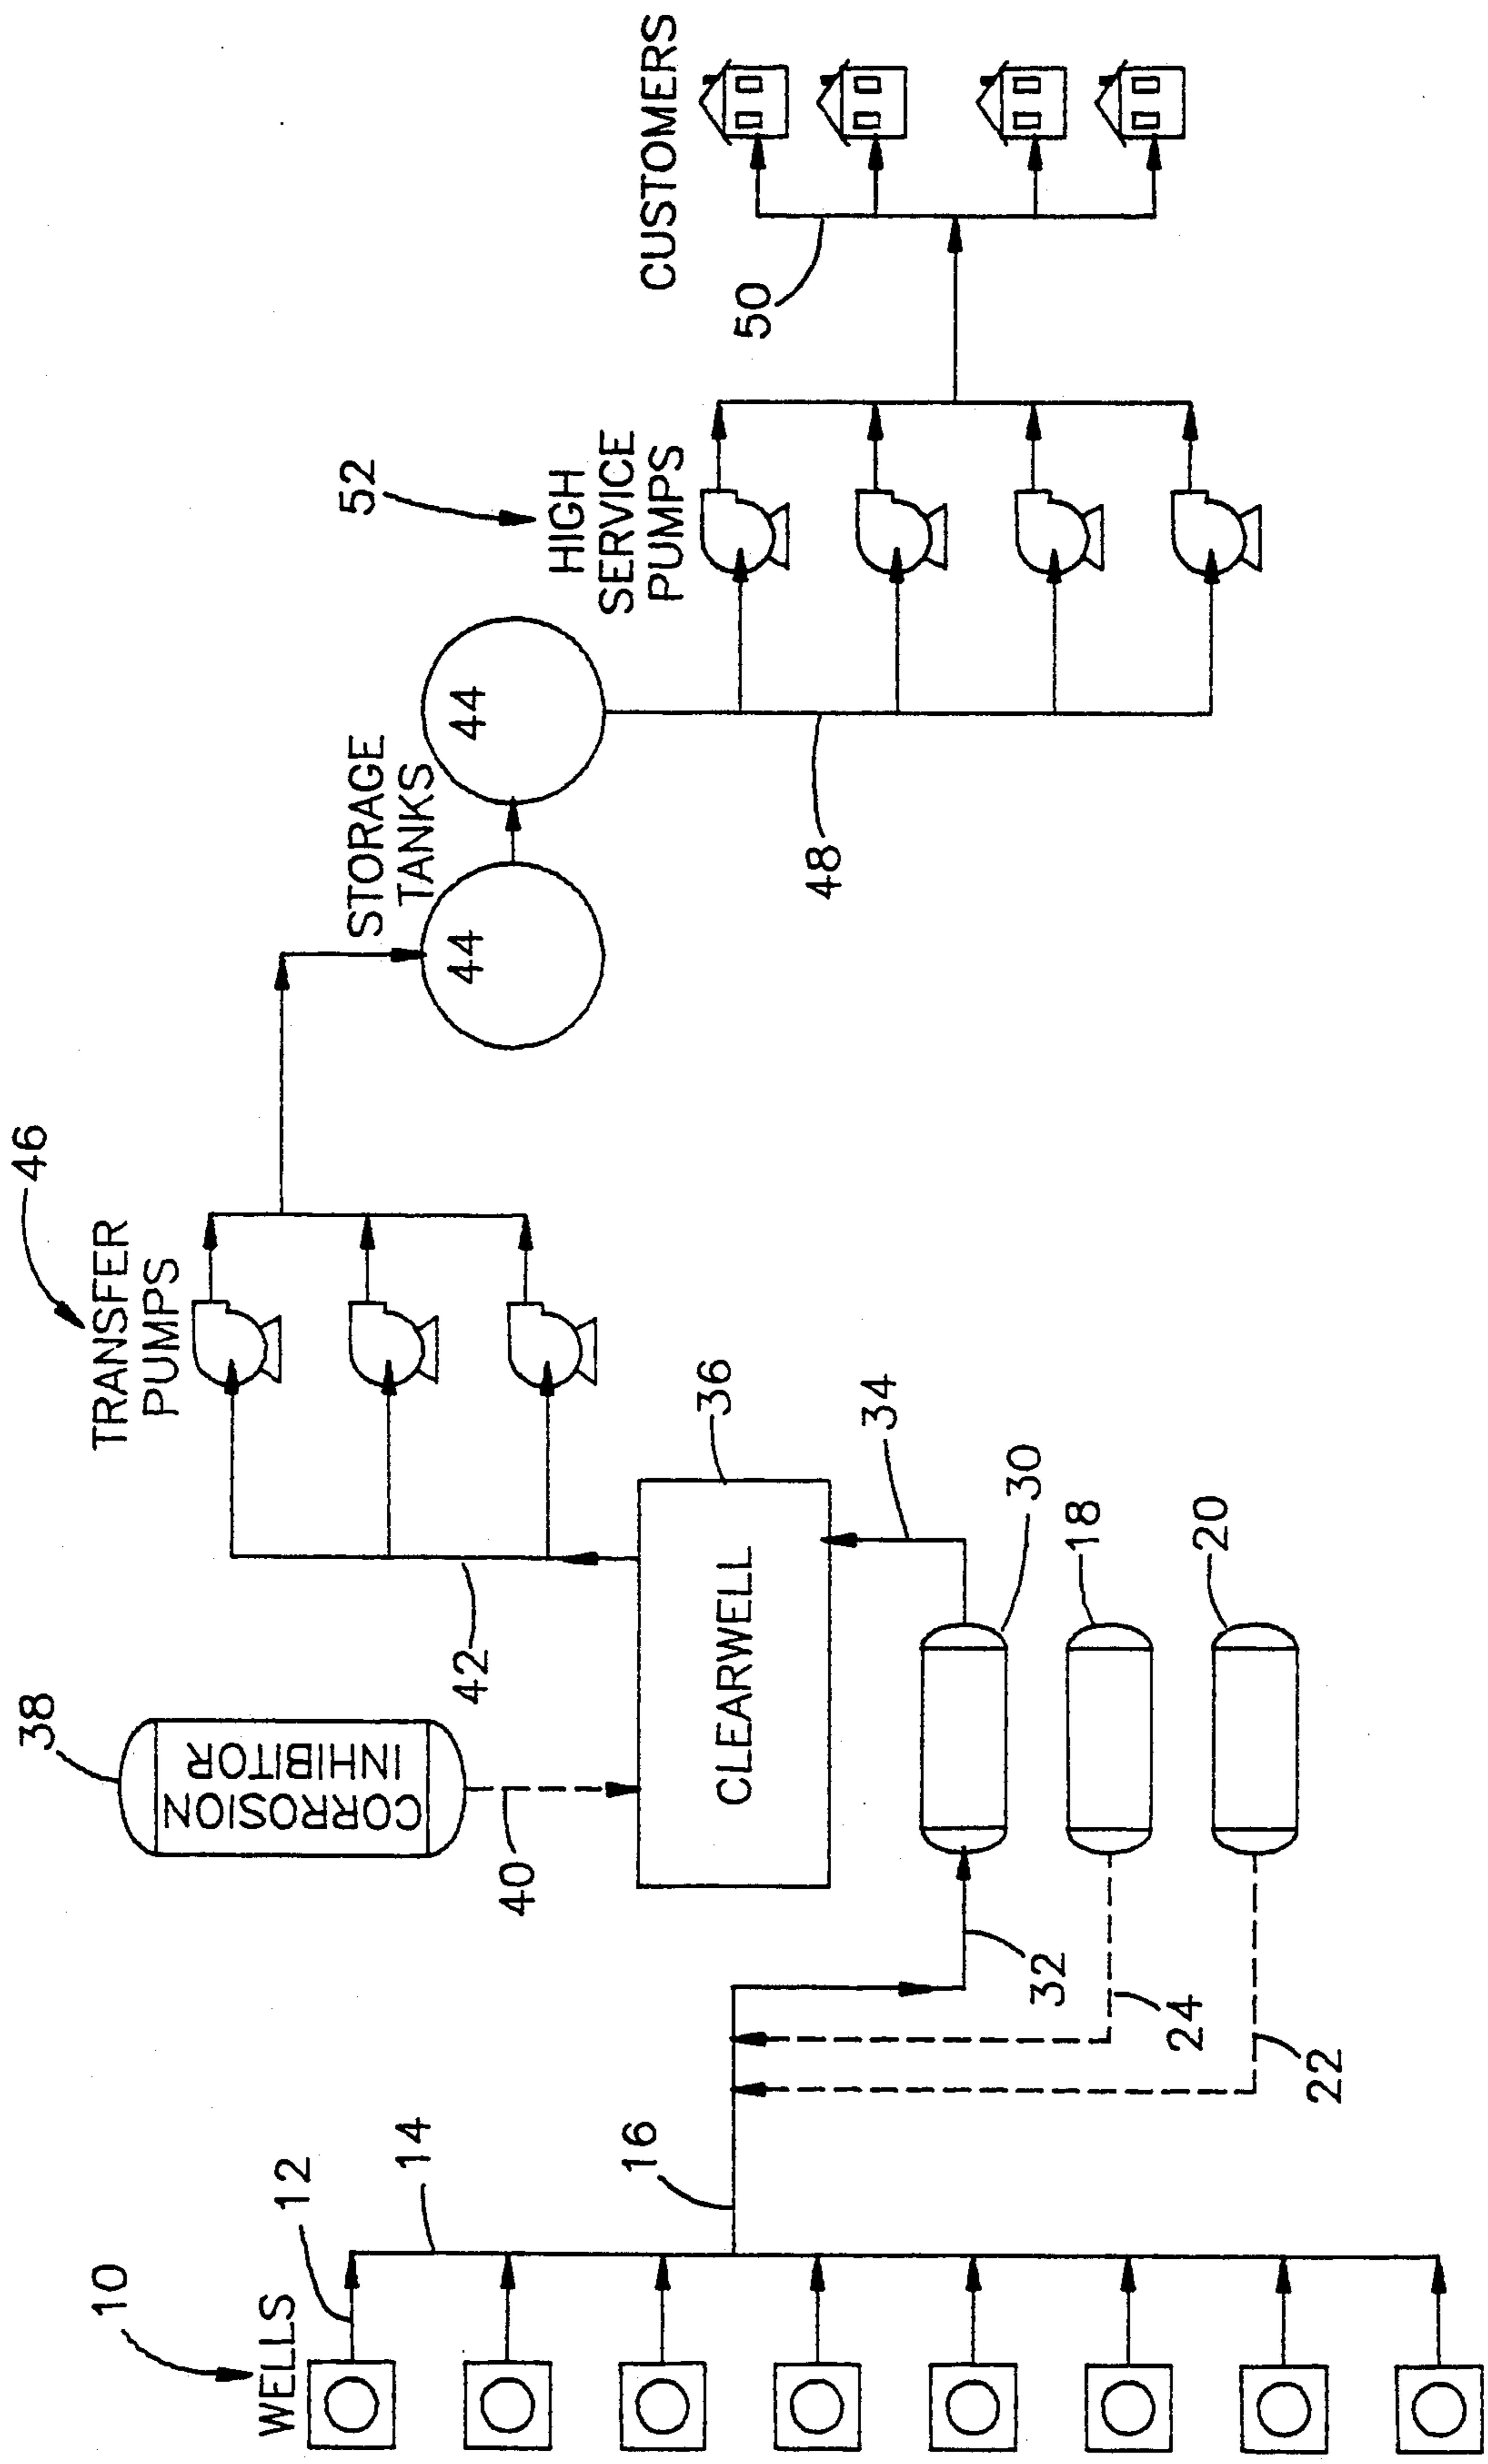 46
38
10
TRANSFER
PUMPS
WELLS
12
CORROSION
INHIBITOR
52
STORAGE
TANKS
14
42
44
44
40
HIGH
SERVICE
PUMPS
CUSTOMERS
16
CLEARWELL
36
50
48
34
30
32
18
24
20
22